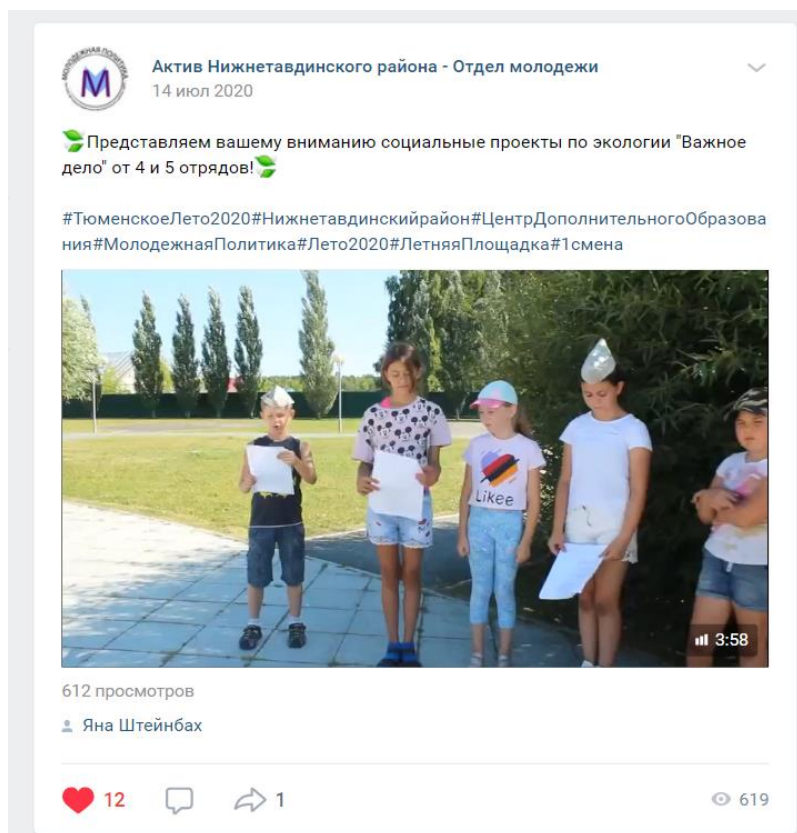 МОЛОДЕЖНАЯ ПОЛИТИКА
М
Актив Нижнетавдинского района - Отдел молодежи
14 июл 2020
Представляем вашему вниманию социальные проекты по экологии "Важное
дело" от 4 и 5 отрядов!
#ТюменскоеЛето2020#Нижнетавдинскийрайон#ЦентрДополнительногоОбразова
ния#МолодежнаяПолитика#Лето2020#ЛетняяПлощадка#1смена
Likee
3:58
612 просмотров
Яна Штейнбах
12
1
619